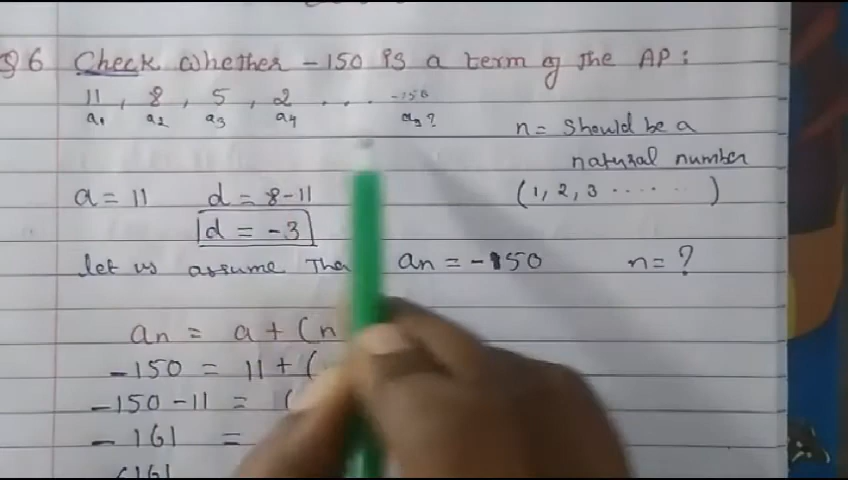 Q6 Check whether -150 is a term of the AP:
11, 8, 5, 2 .... -150
a1 a2 a3 a4 an?
n = should be a
natural number
(1, 2, 3 ......)
a = 11 d = 8-11
d = -3
let us assume an = -150 n = ?
an = a + (n
-150 = 11 + (
-150 - 11 = (
- 161 =